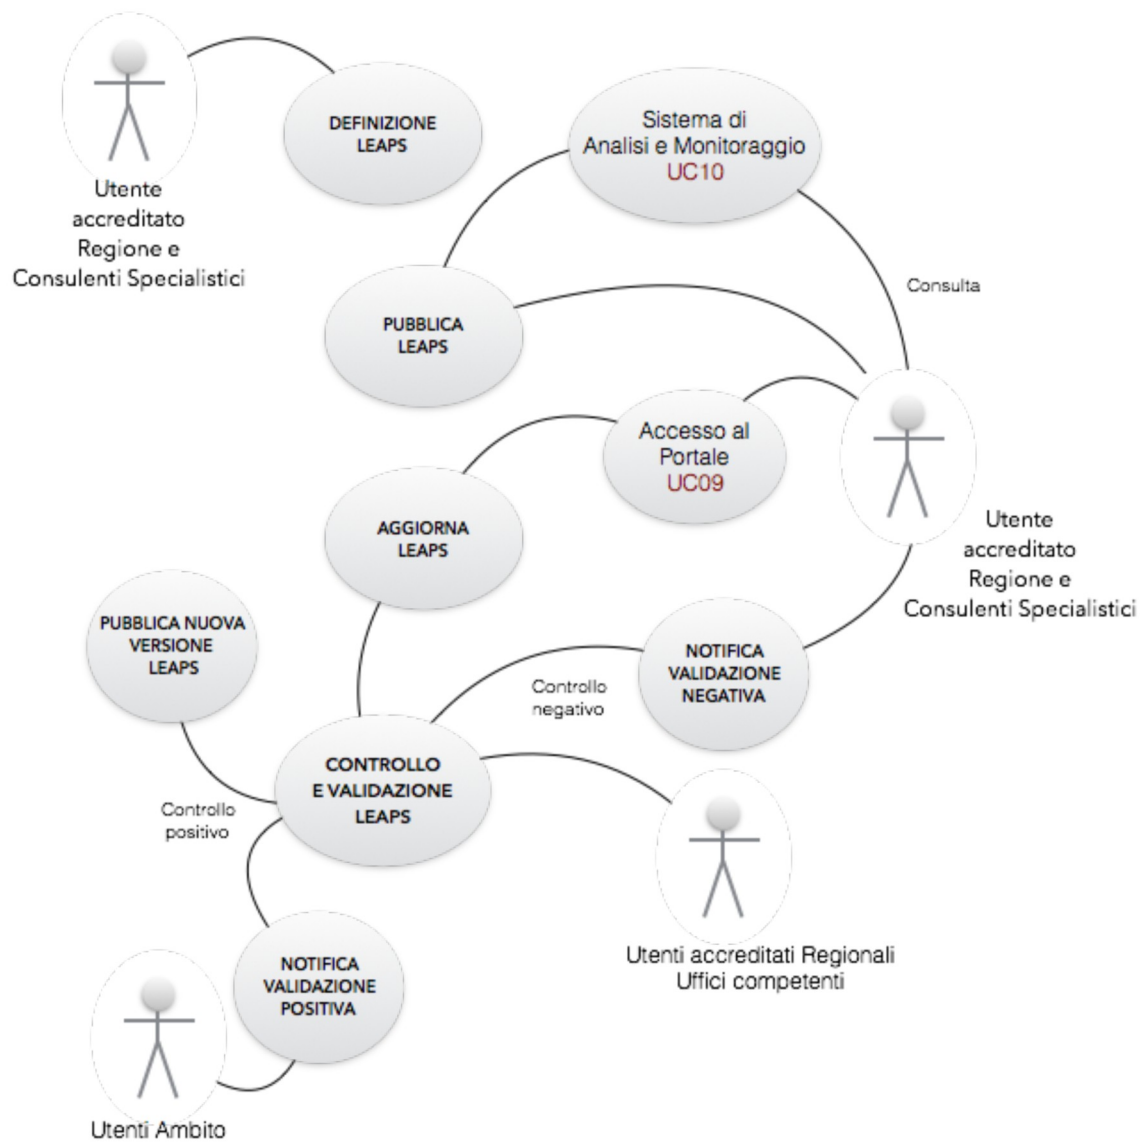 Utente
accreditato
Regione e
Consulenti Specialistici
DEFINIZIONE
LEAPS
Sistema di
Analisi e Monitoraggio
UC10
Consulta
PUBBLICA
LEAPS
Accesso al
Portale
UC09
Utente
accreditato
Regione e
Consulenti Specialistici
AGGIORNA
LEAPS
PUBBLICA NUOVA
VERSIONE
LEAPS
NOTIFICA
VALIDAZIONE
NEGATIVA
Controllo
negativo
CONTROLLO
E VALIDAZIONE
LEAPS
Controllo
positivo
Utenti accreditati Regionali
Uffici competenti
NOTIFICA
VALIDAZIONE
POSITIVA
Utenti Ambito